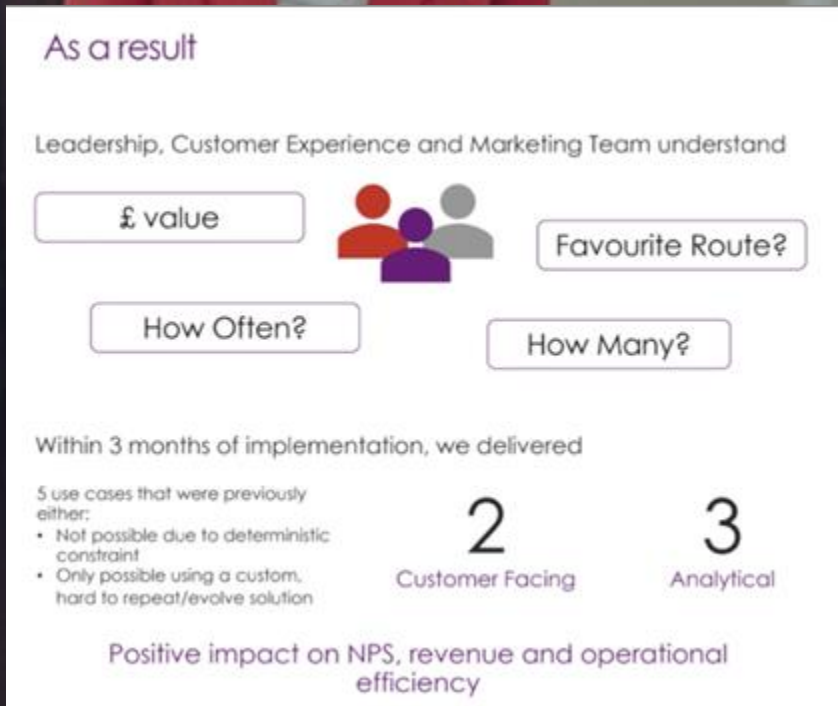 As a result
Leadership, Customer Experience and Marketing Team understand
£ value
Favourite Route?
How Often?
How Many?
Within 3 months of implementation, we delivered
5 use cases that were previously
either:
• Not possible due to deterministic
constraint
• Only possible using a custom,
hard to repeat/evolve solution
2
Customer Facing
3
Analytical
Positive impact on NPS, revenue and operational
efficiency